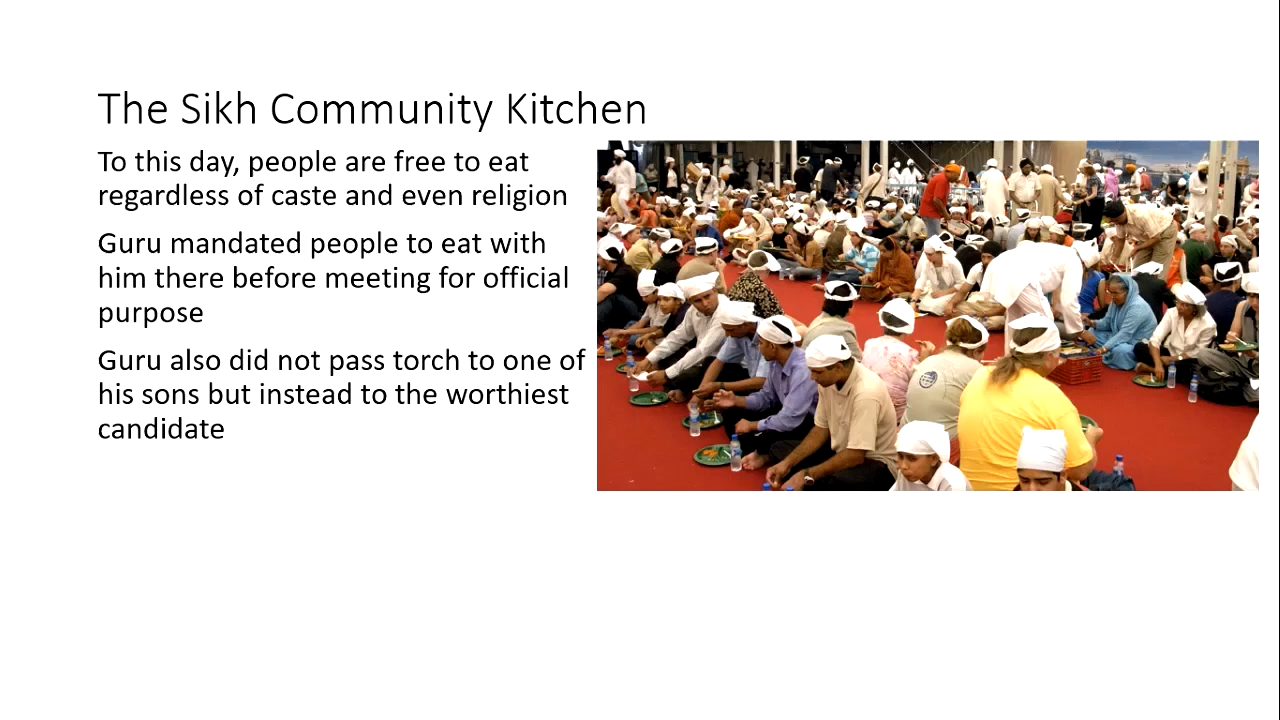 The Sikh Community Kitchen
To this day, people are free to eat
regardless of caste and even religion
Guru mandated people to eat with
him there before meeting for official
purpose
Guru also did not pass torch to one of
his sons but instead to the worthiest
candidate